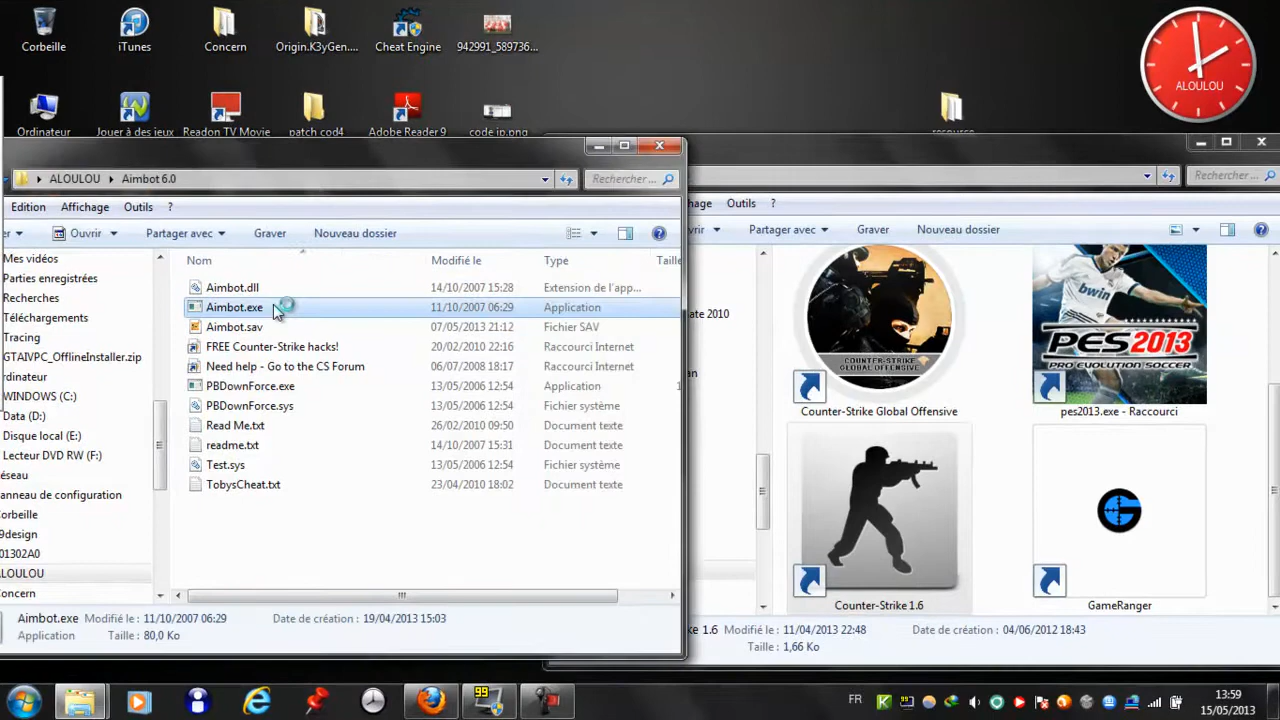 Corbeille
iTunes
Concern
Origin.K3yGen....
Cheat Engine
942991_589736...
ALOULOU
Ordinateur
Jouer à des jeux
Readon TV Movie
patch cod4
Adobe Reader 9
code ip.png
ALOULOU Aimbot 6.0
Rechercher ...
Rechercher ...
Edition Affichage Outils ?
hage Outils ?
Ouvrir Partager avec Graver Nouveau dossier
vrir Partager avec Graver Nouveau dossier
Nom Modifié le Type Taille
Aimbot.dll 14/10/2007 15:28 Extension de l'app...
Aimbot.exe 11/10/2007 06:29 Application
Aimbot.sav 07/05/2013 21:12 Fichier SAV
FREE Counter-Strike hacks! 20/02/2010 22:16 Raccourci Internet
Need help - Go to the CS Forum 06/07/2008 18:17 Raccourci Internet
PBDownForce.exe 13/05/2006 12:54 Application 1
PBDownForce.sys 13/05/2006 12:54 Fichier système
Read Me.txt 26/02/2010 09:50 Document texte
readme.txt 14/10/2007 15:31 Document texte
Test.sys 13/05/2006 12:54 Fichier système
TobysCheat.txt 23/04/2010 18:02 Document texte
Mes vidéos
Parties enregistrées
Recherches
Téléchargements
Tracing
GTAIVPC_OfflineInstaller.zip
rdinateur
WINDOWS (C:)
Data (D:)
Disque local (E:)
Lecteur DVD RW (F:)
éseau
anneau de configuration
Corbeille
9design
01302A0
ALOULOU
Concern
ate 2010
an
COUNTER-STRIKE
GLOBAL OFFENSIVE
Counter-Strike Global Offensive
bwin
PES2013
PRO EVOLUTION SOCCER
pes2013.exe - Raccourci
Counter-Strike 1.6
GameRanger
Aimbot.exe Modifié le : 11/10/2007 06:29 Date de création : 19/04/2013 15:03
Application Taille : 80,0 Ko
ke 1.6 Modifié le : 11/04/2013 22:48 Date de création : 04/06/2012 18:43
Taille : 1,66 Ko
99
FR
13:59
15/05/2013